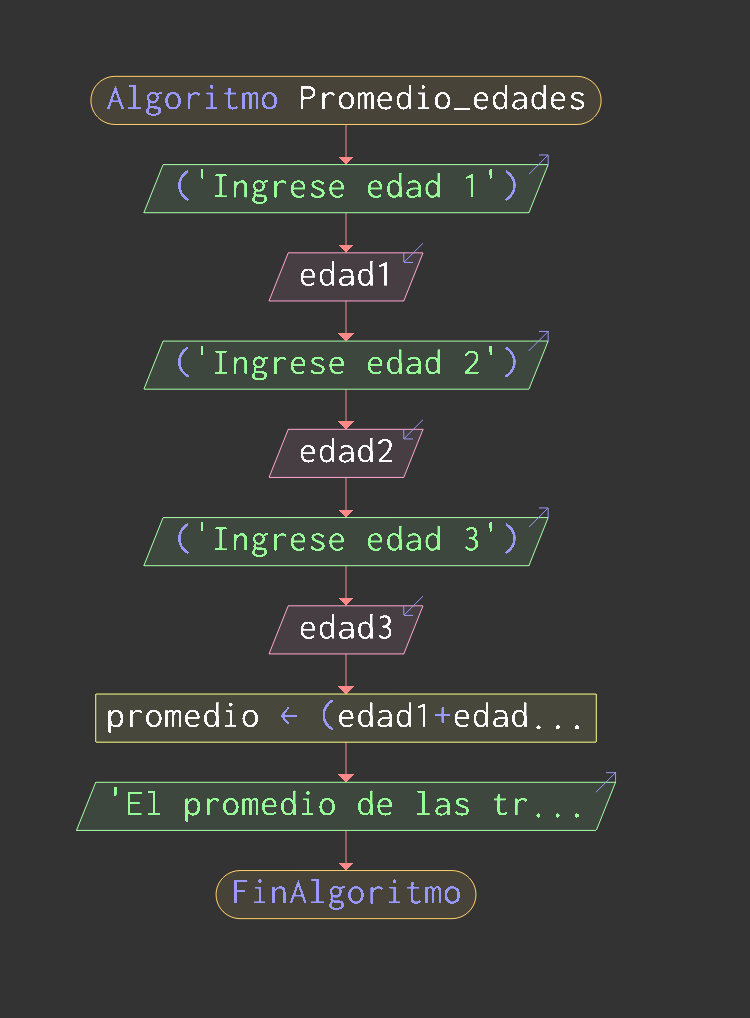 Algoritmo Promedio_edades
('Ingrese edad 1')
edad1
('Ingrese edad 2')
edad2
('Ingrese edad 3')
edad3
promedio ← (edad1+edad...
'El promedio de las tr...
FinAlgoritmo